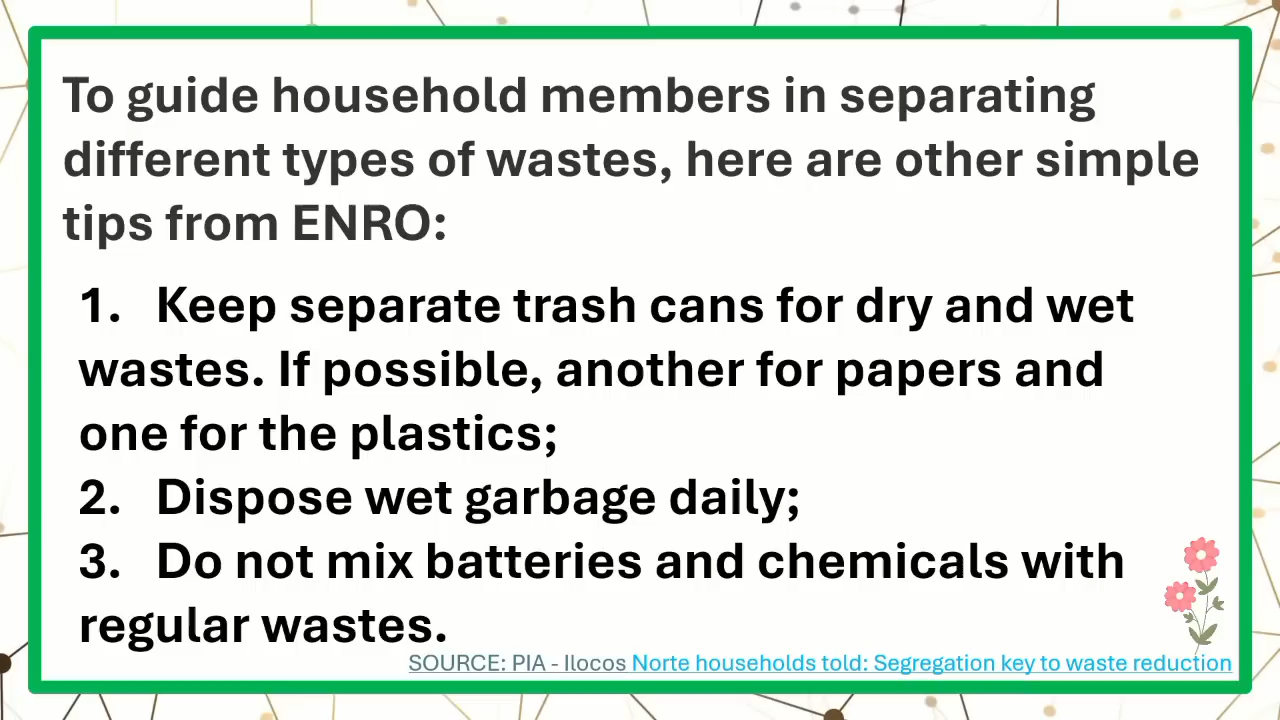 To guide household members in separating
different types of wastes, here are other simple
tips from ENRO:
1. Keep separate trash cans for dry and wet
wastes. If possible, another for papers and
one for the plastics;
2. Dispose wet garbage daily;
3. Do not mix batteries and chemicals with
regular wastes.
SOURCE: PIA - Ilocos Norte households told: Segregation key to waste reduction